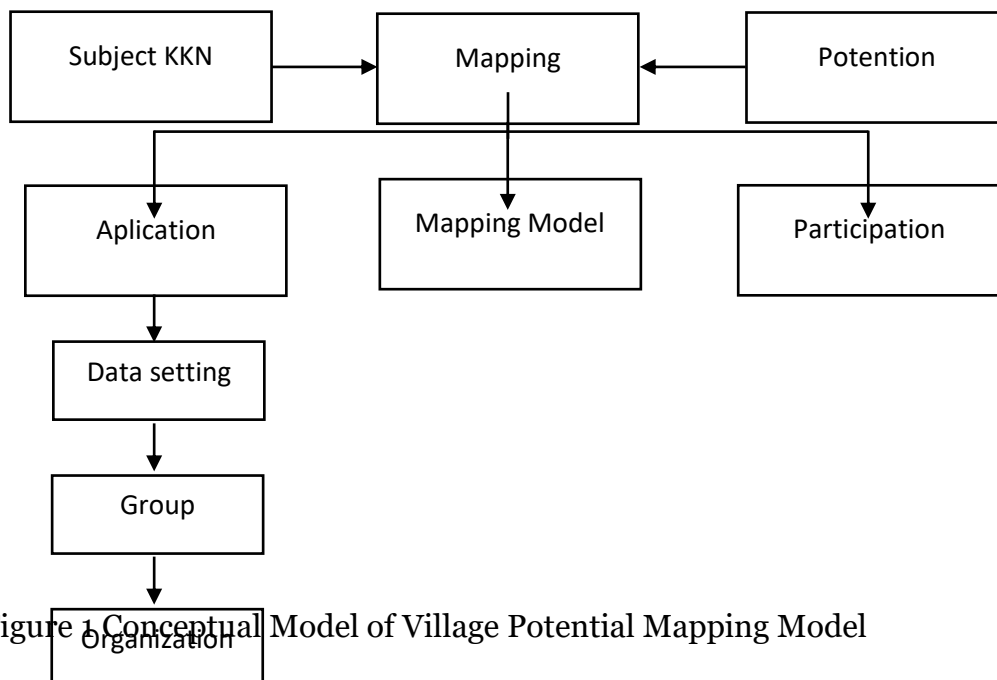 Subject KKN
Mapping
Potention
Aplication
Mapping Model
Participation
Data setting
Group
Organization
igure 1 Conceptual Model of Village Potential Mapping Model